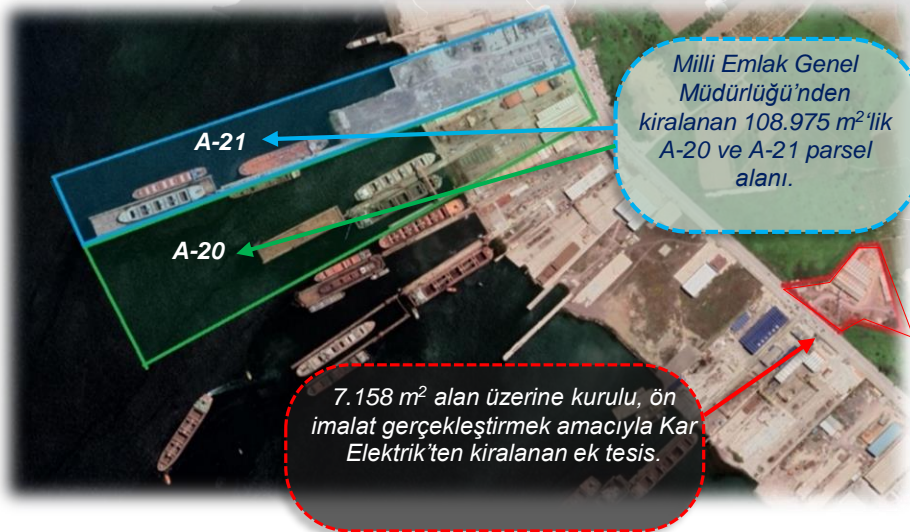 Milli Emlak Genel
Müdürlüğü’nden
kiralanan 108.975 m²‘lik
A-20 ve A-21 parsel
alanı.
A-21
A-20
7.158 m² alan üzerine kurulu, ön
imalat gerçekleştirmek amacıyla Kar
Elektrik’ten kiralanan ek tesis.